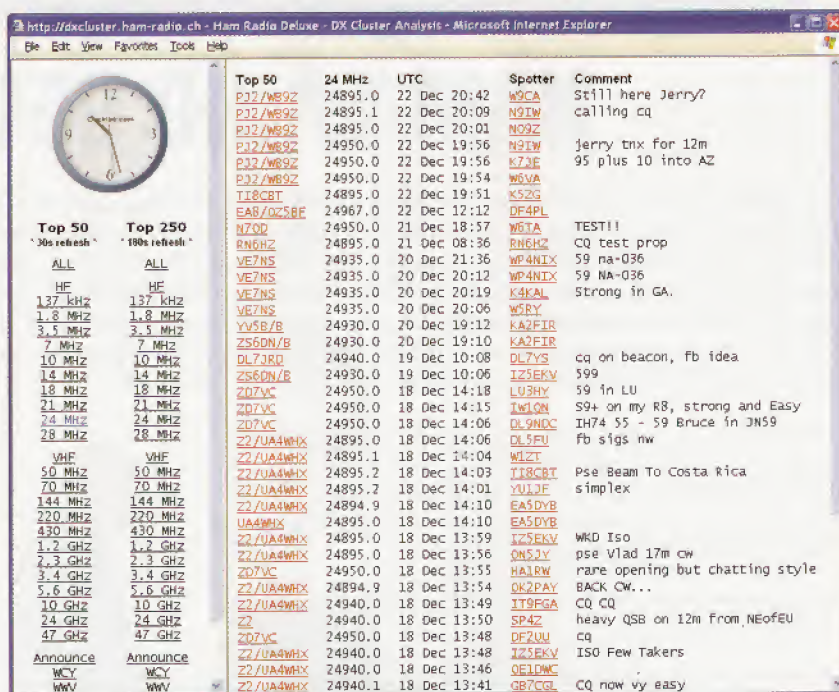 http://dxcluster.ham-radio.ch - Ham Radio Deluxe - DX Cluster Analysis - Microsoft Internet Explorer
File Edit View Favorites Tools Help
12
9
3
6
Top 50 Top 250
* 30s refresh * * 180s refresh *
ALL ALL
HF HF
137 kHz 137 kHz
1.8 MHz 1.8 MHz
3.5 MHz 3.5 MHz
7 MHz 7 MHz
10 MHz 10 MHz
14 MHz 14 MHz
18 MHz 18 MHz
21 MHz 21 MHz
24 MHz 24 MHz
28 MHz 28 MHz
VHF VHF
50 MHz 50 MHz
70 MHz 70 MHz
144 MHz 144 MHz
220 MHz 220 MHz
430 MHz 430 MHz
1.2 GHz 1.2 GHz
2.3 GHz 2.3 GHz
3.4 GHz 3.4 GHz
5.6 GHz 5.6 GHz
10 GHz 10 GHz
24 GHz 24 GHz
47 GHz 47 GHz
Announce Announce
WCY WCY
WWV WWV
Top 50 24 MHz UTC Spotter Comment
PJ2/WB9Z 24895.0 22 Dec 20:42 W9CA Still here Jerry?
PJ2/WB9Z 24895.1 22 Dec 20:09 N9IW calling cq
PJ2/WB9Z 24895.0 22 Dec 20:01 NO9Z
PJ2/WB9Z 24950.0 22 Dec 19:56 N9IW jerry tnx for 12m
PJ2/WB9Z 24950.0 22 Dec 19:56 K7JE 95 plus 10 into AZ
PJ2/WB9Z 24950.0 22 Dec 19:54 W6VA
TI8CBT 24895.0 22 Dec 19:51 K5ZG
EA8/OZ5BF 24967.0 22 Dec 12:12 DF4PL
N7OD 24950.0 21 Dec 18:57 W6TA TEST!!
RN6HZ 24895.0 21 Dec 08:36 RN6HZ CQ test prop
VE7NS 24935.0 20 Dec 21:36 WP4NIX 59 na-036
VE7NS 24935.0 20 Dec 20:12 WP4NIX 59 NA-036
VE7NS 24935.0 20 Dec 20:19 K4KAL Strong in GA.
VE7NS 24935.0 20 Dec 20:06 W5RY
YV5B/B 24930.0 20 Dec 19:12 KA2FIR
ZS6DN/B 24930.0 20 Dec 19:10 KA2FIR
DL7JRD 24940.0 19 Dec 10:08 DL7YS cq on beacon, fb idea
ZS6DN/B 24930.0 19 Dec 10:06 IZ5EKV 599
ZD7VC 24950.0 18 Dec 14:18 LU3HY 59 in LU
ZD7VC 24950.0 18 Dec 14:15 IW1QN S9+ on my R8, strong and Easy
ZD7VC 24950.0 18 Dec 14:06 DL9NDC IH74 55 - 59 Bruce in JN59
Z2/UA4WHX 24895.0 18 Dec 14:06 DL5FU fb sigs nw
Z2/UA4WHX 24895.1 18 Dec 14:04 W1ZT
Z2/UA4WHX 24895.2 18 Dec 14:03 TI8CBT Pse Beam To Costa Rica
Z2/UA4WHX 24895.2 18 Dec 14:01 YU1JF simplex
Z2/UA4WHX 24894.9 18 Dec 14:10 EA5DYB
UA4WHX 24895.0 18 Dec 14:10 EA5DYB
Z2/UA4WHX 24895.0 18 Dec 13:59 IZ5EKV WKD Iso
Z2/UA4WHX 24895.0 18 Dec 13:56 ON5JY pse Vlad 17m cw
ZD7VC 24950.0 18 Dec 13:55 HA1RW rare opening but chatting style
Z2/UA4WHX 24894.9 18 Dec 13:54 OK2PAY BACK CW...
Z2/UA4WHX 24940.0 18 Dec 13:49 IT9FGA CQ CQ
Z2 24940.0 18 Dec 13:50 SP4Z heavy QSB on 12m from NEofEU
ZD7VC 24950.0 18 Dec 13:48 DF2UU cq
Z2/UA4WHX 24940.0 18 Dec 13:48 IZ5EKV ISO Few Takers
Z2/UA4WHX 24940.0 18 Dec 13:46 OE1DWC
Z2/UA4WHX 24940.1 18 Dec 13:41 GB7CGL CQ now vy easy